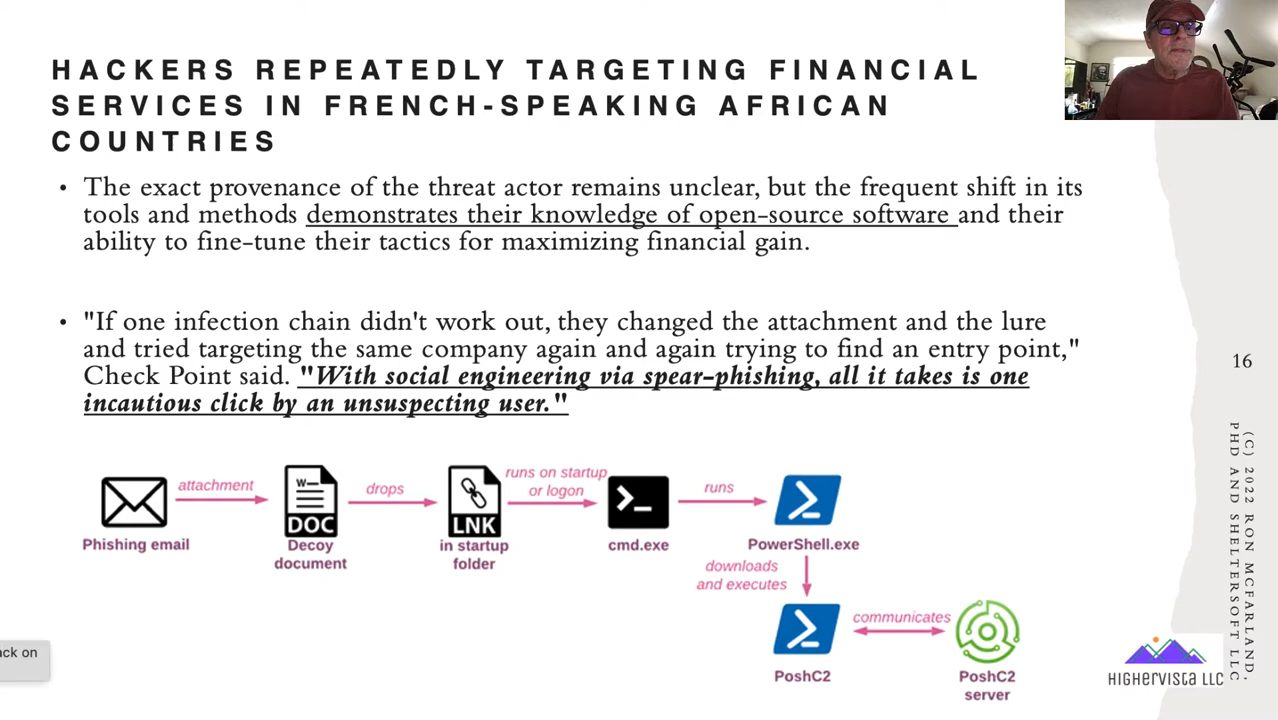 HACKERS REPEATEDLY TARGETING FINANCIAL
SERVICES IN FRENCH-SPEAKING AFRICAN
COUNTRIES
• The exact provenance of the threat actor remains unclear, but the frequent shift in its
tools and methods demonstrates their knowledge of open-source software and their
ability to fine-tune their tactics for maximizing financial gain.
• "If one infection chain didn't work out, they changed the attachment and the lure
and tried targeting the same company again and again trying to find an entry point,"
Check Point said. "With social engineering via spear-phishing, all it takes is one
incautious click by an unsuspecting user."
16
(C) 2022 RON MCFARLAND,
PHD AND SHELTERSOFT LLC
attachment
drops
runs on startup
or logon
runs
W
DOC
LNK
>_
Phishing email
Decoy
document
in startup
folder
cmd.exe
PowerShell.exe
downloads
and executes
communicates
PoshC2
PoshC2
server
ack on
HIGHERVISTA LLC